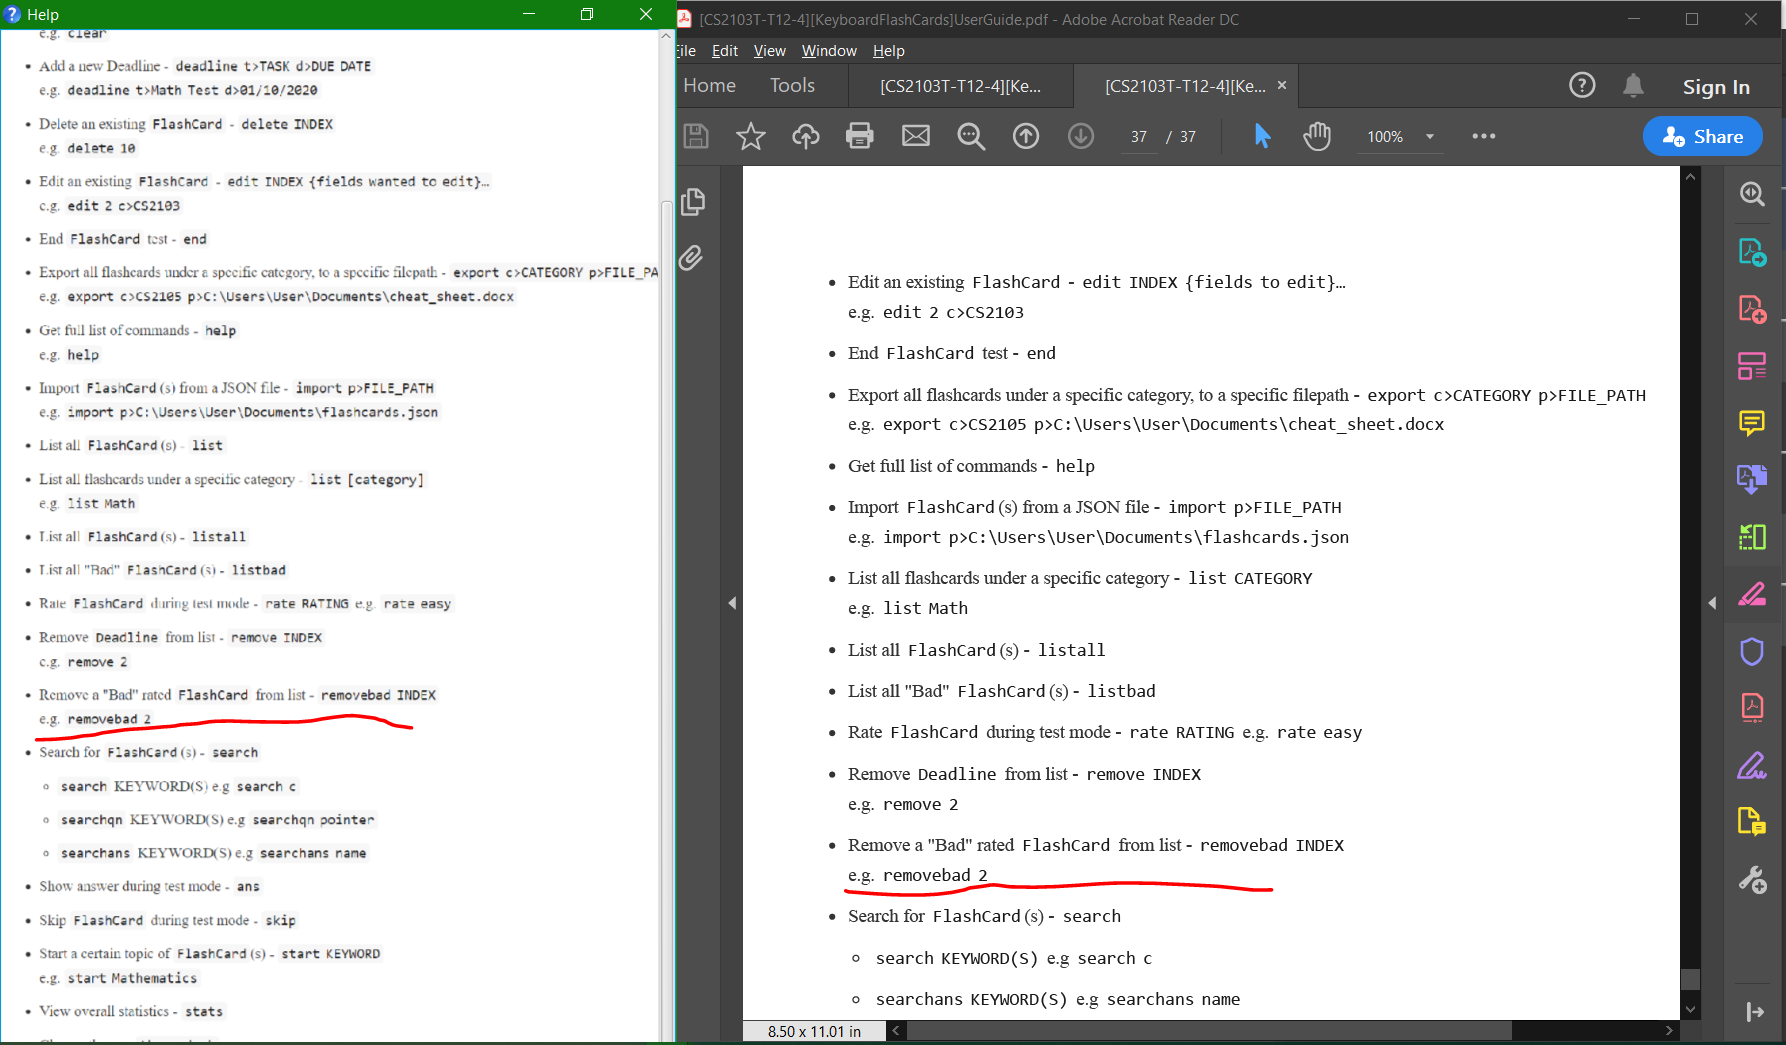 Help
e.g. clear
• Add a new Deadline - deadline t>TASK d>DUE DATE
e.g. deadline t>Math Test d>01/10/2020
• Delete an existing FlashCard - delete INDEX
e.g. delete 10
• Edit an existing FlashCard - edit INDEX {fields wanted to edit}…
e.g. edit 2 c>CS2103
• End FlashCard test - end
• Export all flashcards under a specific category, to a specific filepath - export c>CATEGORY p>FILE_PA
e.g. export c>CS2105 p>C:\Users\User\Documents\cheat_sheet.docx
• Get full list of commands - help
e.g. help
• Import FlashCard(s) from a JSON file - import p>FILE_PATH
e.g. import p>C:\Users\User\Documents\flashcards.json
• List all FlashCard(s) - list
• List all flashcards under a specific category - list [category]
e.g. list Math
• List all FlashCard(s) - listall
• List all "Bad" FlashCard(s) - listbad
• Rate FlashCard during test mode - rate RATING e.g. rate easy
• Remove Deadline from list - remove INDEX
e.g. remove 2
• Remove a "Bad" rated FlashCard from list - removebad INDEX
e.g. removebad 2
• Search for FlashCard(s) - search
◦ search KEYWORD(S) e.g search c
◦ searchqn KEYWORD(S) e.g searchqn pointer
◦ searchans KEYWORD(S) e.g searchans name
• Show answer during test mode - ans
• Skip FlashCard during test mode - skip
• Start a certain topic of FlashCard(s) - start KEYWORD
e.g. start Mathematics
• View overall statistics - stats
[CS2103T-T12-4][KeyboardFlashCards]UserGuide.pdf - Adobe Acrobat Reader DC
File Edit View Window Help
Home Tools [CS2103T-T12-4][Ke... [CS2103T-T12-4][Ke... × Sign In
37 / 37 100% Share
• Edit an existing FlashCard - edit INDEX {fields to edit}…
e.g. edit 2 c>CS2103
• End FlashCard test - end
• Export all flashcards under a specific category, to a specific filepath - export c>CATEGORY p>FILE_PATH
e.g. export c>CS2105 p>C:\Users\User\Documents\cheat_sheet.docx
• Get full list of commands - help
• Import FlashCard(s) from a JSON file - import p>FILE_PATH
e.g. import p>C:\Users\User\Documents\flashcards.json
• List all flashcards under a specific category - list CATEGORY
e.g. list Math
• List all FlashCard(s) - listall
• List all "Bad" FlashCard(s) - listbad
• Rate FlashCard during test mode - rate RATING e.g. rate easy
• Remove Deadline from list - remove INDEX
e.g. remove 2
• Remove a "Bad" rated FlashCard from list - removebad INDEX
e.g. removebad 2
• Search for FlashCard(s) - search
◦ search KEYWORD(S) e.g search c
◦ searchans KEYWORD(S) e.g searchans name
8.50 x 11.01 in